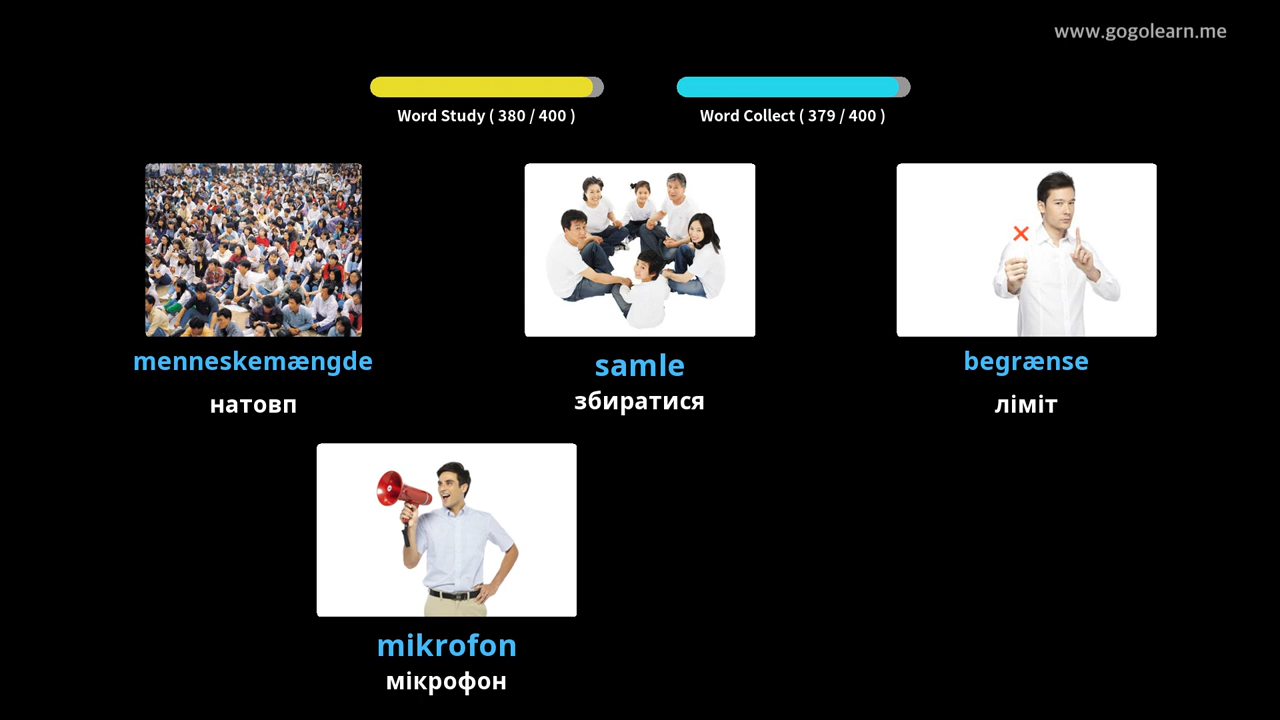 www.gogolearn.me
Word Study ( 380 / 400 )
Word Collect ( 379 / 400 )
menneskemængde
samle
begrænse
натовп
збиратися
ліміт
mikrofon
мікрофон